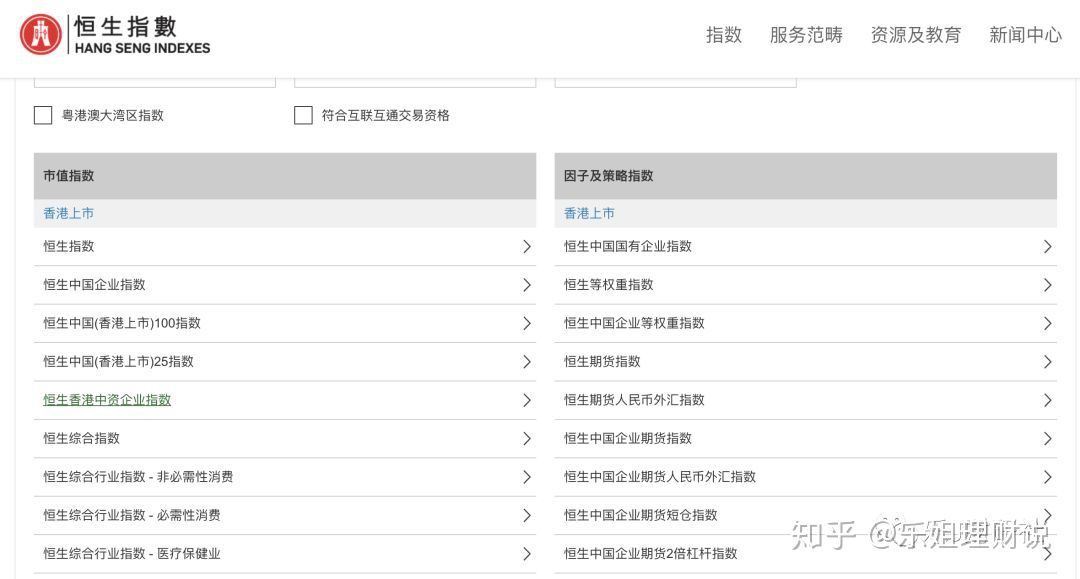 恒生指數
HANG SENG INDEXES
指数 服务范畴 资源及教育 新闻中心
粤港澳大湾区指数 符合互联互通交易资格
市值指数
香港上市
恒生指数
恒生中国企业指数
恒生中国(香港上市)100指数
恒生中国(香港上市)25指数
恒生香港中资企业指数
恒生综合指数
恒生综合行业指数 - 非必需性消费
恒生综合行业指数 - 必需性消费
恒生综合行业指数 - 医疗保健业
因子及策略指数
香港上市
恒生中国国有企业指数
恒生等权重指数
恒生中国企业等权重指数
恒生期货指数
恒生期货人民币外汇指数
恒生中国企业期货指数
恒生中国企业期货人民币外汇指数
恒生中国企业期货短仓指数
恒生中国企业期货2倍杠杆指数
知乎 @乐姐理财说